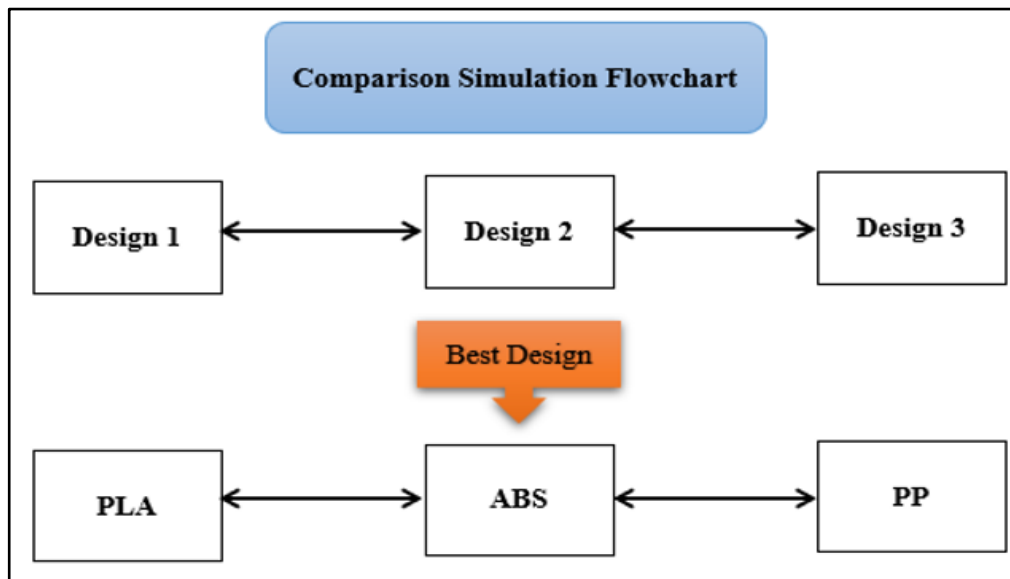 Comparison Simulation Flowchart
Design 1
Design 2
Design 3
Best Design
PLA
ABS
PP